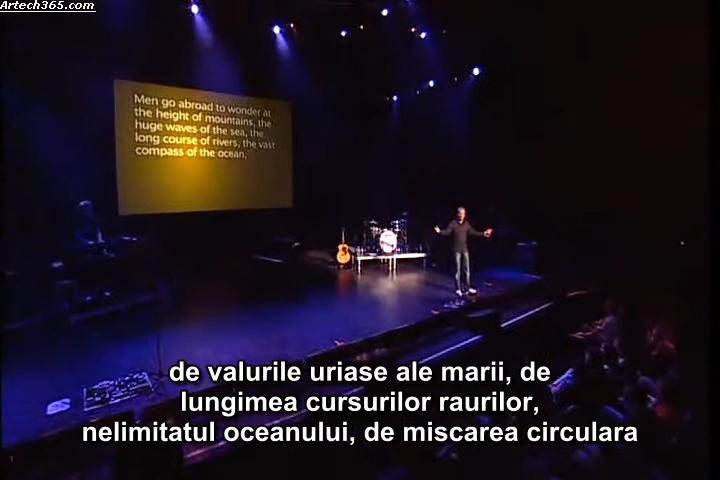 Artech365.com
Men go abroad to wonder at
the height of mountains, the
huge waves of the sea, the
long course of rivers, the vast
compass of the ocean,
de valurile uriase ale marii, de
lungimea cursurilor raurilor,
nelimitatul oceanului, de miscarea circulara